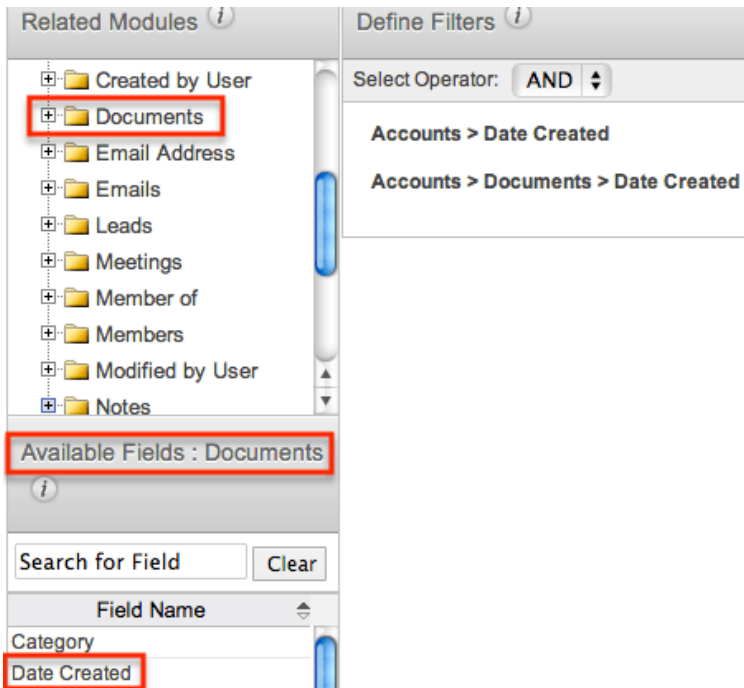 Related Modules i
Created by User
Documents
Email Address
Emails
Leads
Meetings
Member of
Members
Modified by User
Notes
Available Fields : Documents
i
Search for Field Clear
Field Name
Category
Date Created
Define Filters i
Select Operator: AND
Accounts > Date Created
Accounts > Documents > Date Created